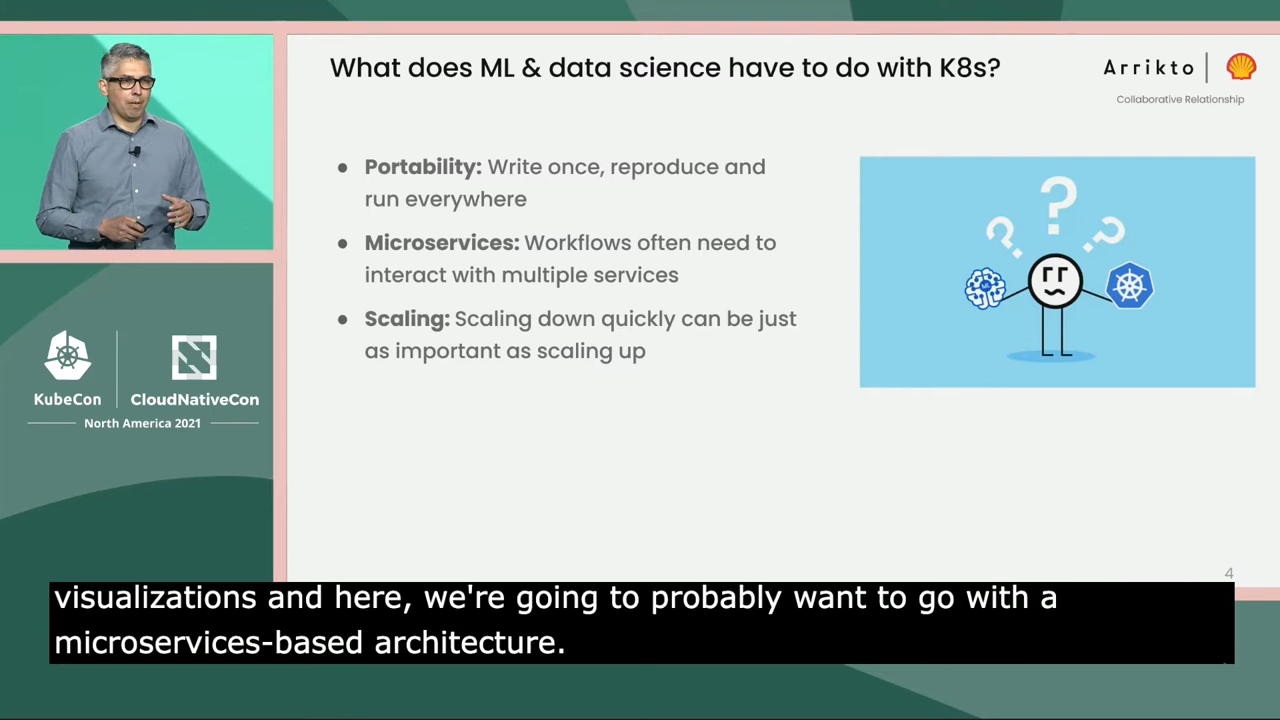 What does ML & data science have to do with K8s?
Arrikto
Collaborative Relationship
● Portability: Write once, reproduce and
run everywhere
● Microservices: Workflows often need to
interact with multiple services
● Scaling: Scaling down quickly can be just
as important as scaling up
? ? ?
ML
KubeCon
CloudNativeCon
North America 2021
4
visualizations and here, we're going to probably want to go with a
microservices-based architecture.